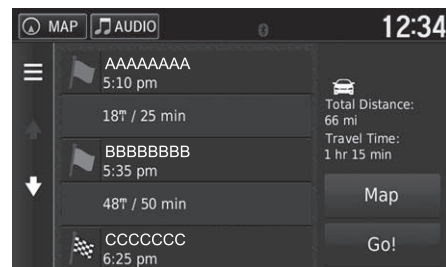 MAP
AUDIO
12:34
AAAAAAAA
5:10 pm
18₥ / 25 min
BBBBBBBB
5:35 pm
48₥ / 50 min
CCCCCCC
6:25 pm
Total Distance:
66 mi
Travel Time:
1 hr 15 min
Map
Go!